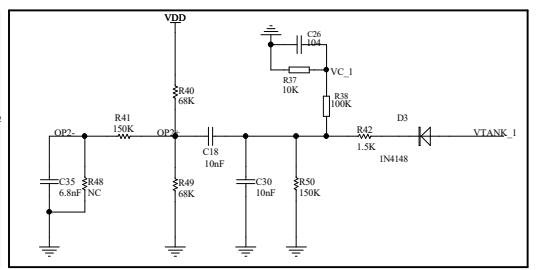 VDD
C26
104
R37
10K
VC_1
R40
68K
R38
100K
R41
150K
D3
OP2-
OP2+
R42
VTANK_1
C18
10nF
1.5K
1N4148
C35
6.8nF
R48
NC
R49
68K
C30
10nF
R50
150K